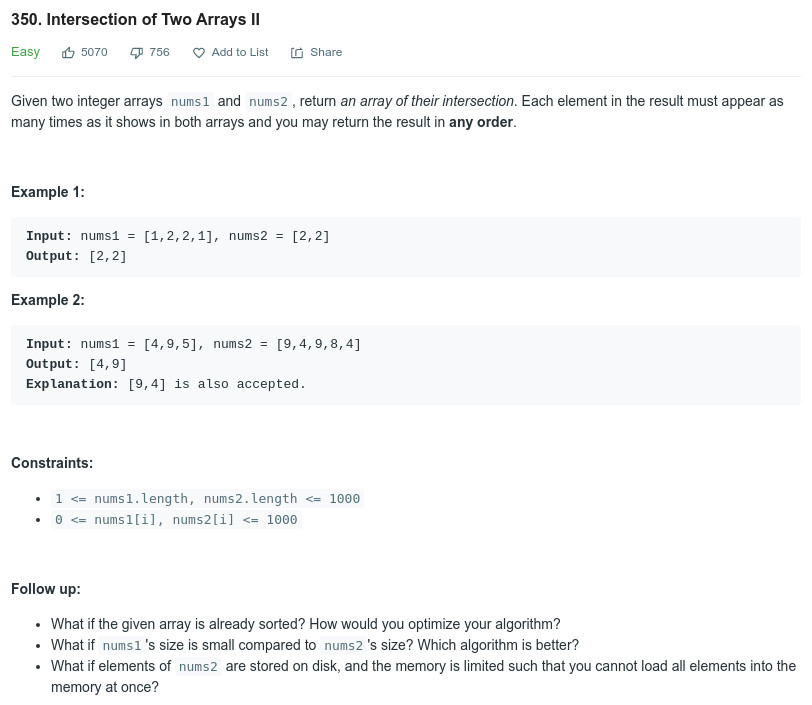 350. Intersection of Two Arrays II
Easy 5070 756 Add to List Share
Given two integer arrays nums1 and nums2, return an array of their intersection. Each element in the result must appear as
many times as it shows in both arrays and you may return the result in any order.
Example 1:
Input: nums1 = [1,2,2,1], nums2 = [2,2]
Output: [2,2]
Example 2:
Input: nums1 = [4,9,5], nums2 = [9,4,9,8,4]
Output: [4,9]
Explanation: [9,4] is also accepted.
Constraints:
• 1 <= nums1.length, nums2.length <= 1000
• 0 <= nums1[i], nums2[i] <= 1000
Follow up:
• What if the given array is already sorted? How would you optimize your algorithm?
• What if nums1's size is small compared to nums2's size? Which algorithm is better?
• What if elements of nums2 are stored on disk, and the memory is limited such that you cannot load all elements into the
memory at once?